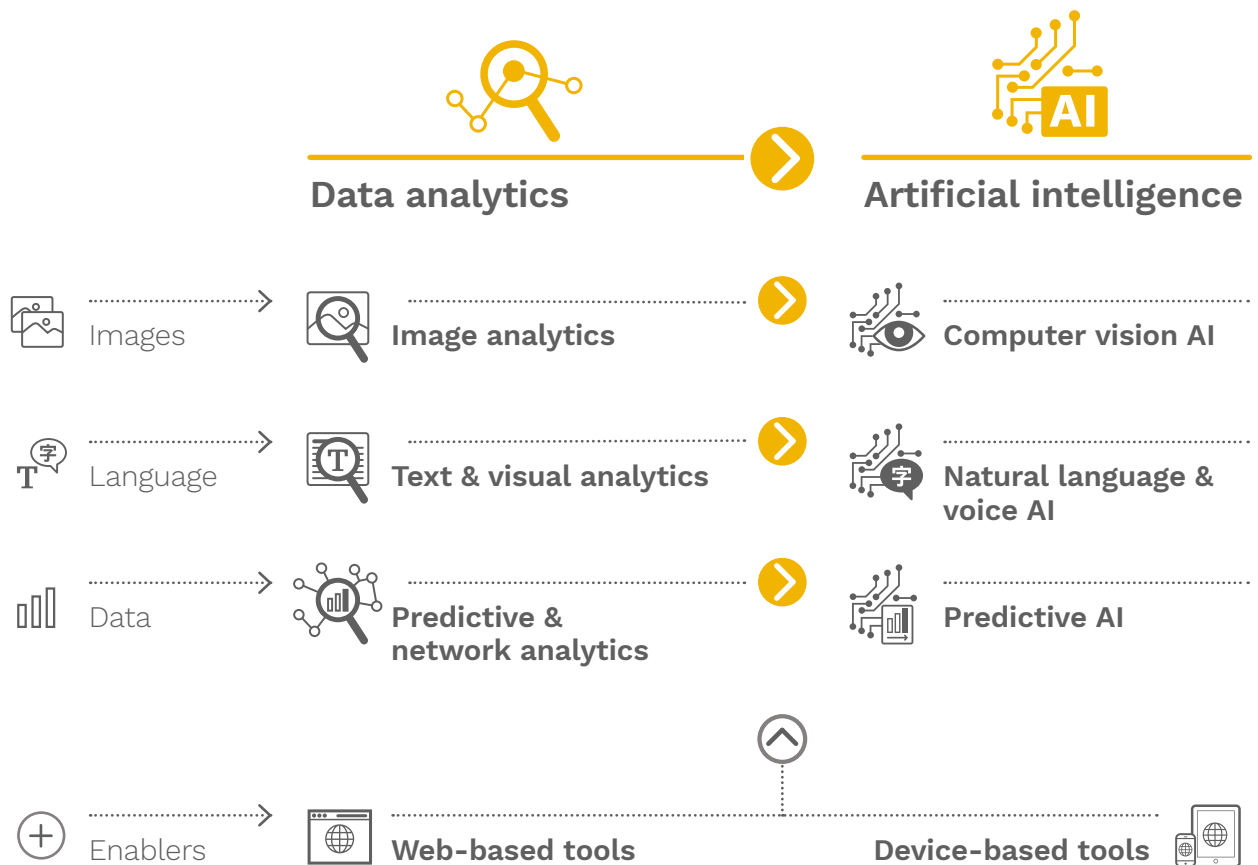 AI
Data analytics
Artificial intelligence
Images
Image analytics
Computer vision AI
字
T
Language
T
Text & visual analytics
字
Natural language &
voice AI
Data
Predictive &
network analytics
Predictive AI
Enablers
Web-based tools
Device-based tools